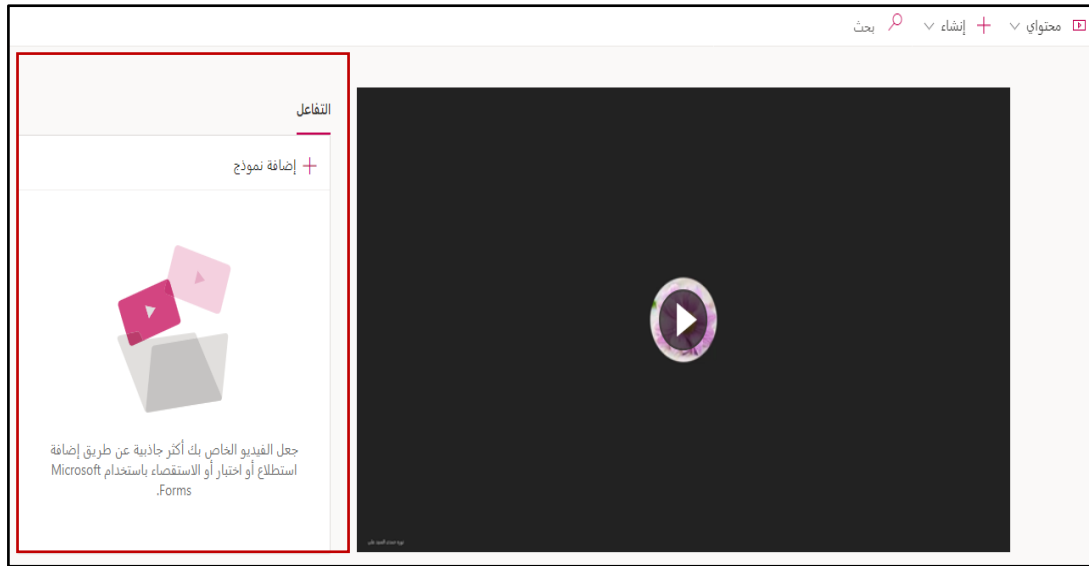 محتواي
إنشاء
بحث
التفاعل
إضافة نموذج
جعل الفيديو الخاص بك أكثر جاذبية عن طريق إضافة
استطلاع أو اختبار أو الاستقصاء باستخدام Microsoft
Forms.